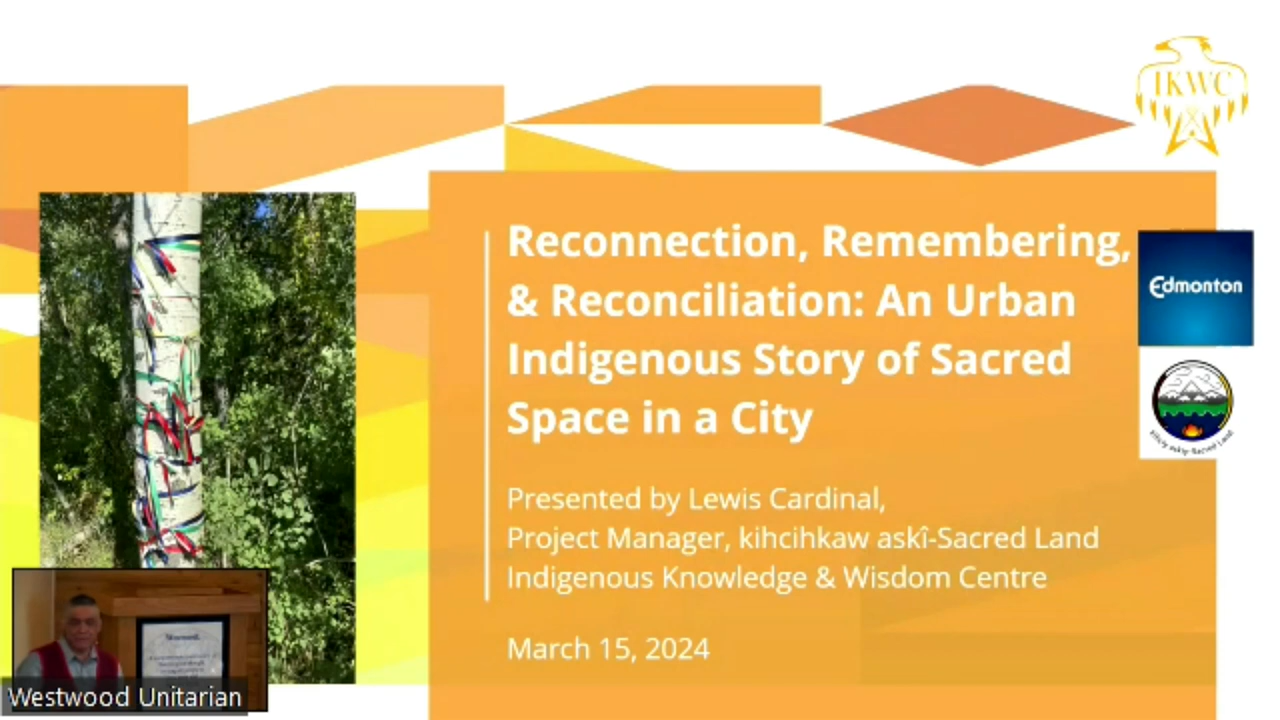 IKWC
Reconnection, Remembering,
& Reconciliation: An Urban
Indigenous Story of Sacred
Space in a City
Edmonton
Presented by Lewis Cardinal,
Project Manager, kihcihkaw askî-Sacred Land
Indigenous Knowledge & Wisdom Centre
March 15, 2024
Westwood Unitarian